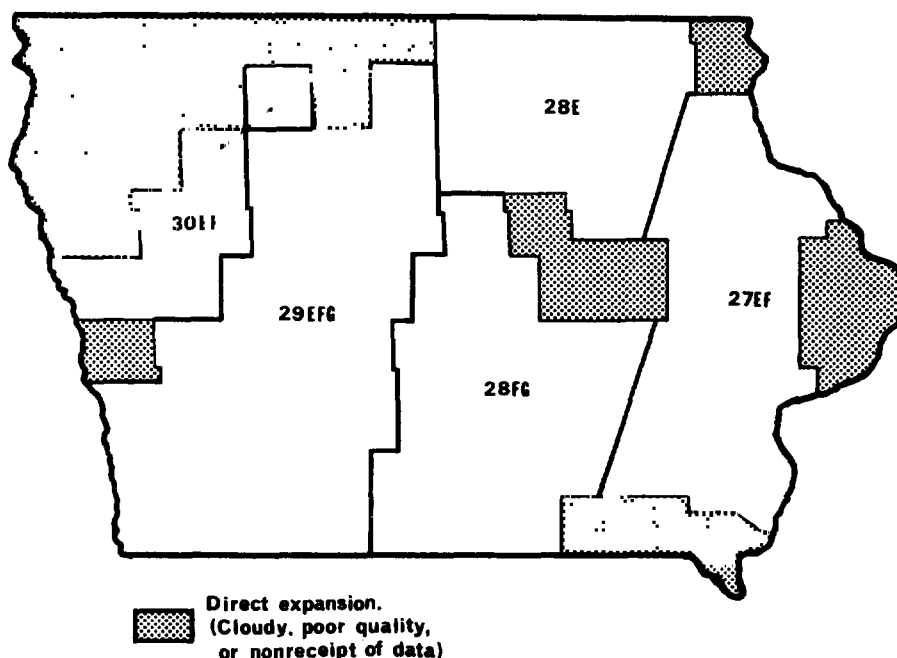 28E
30EF
29EFG
27EF
28FG
Direct expansion.
(Cloudy, poor quality,
or nonreceipt of data)